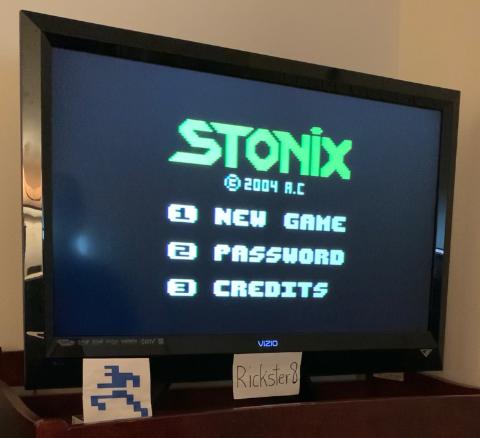 STONiX
© 2004 A.C
1 NEW GAME
2 PASSWORD
3 CREDITS
VIZIO
Rickster8